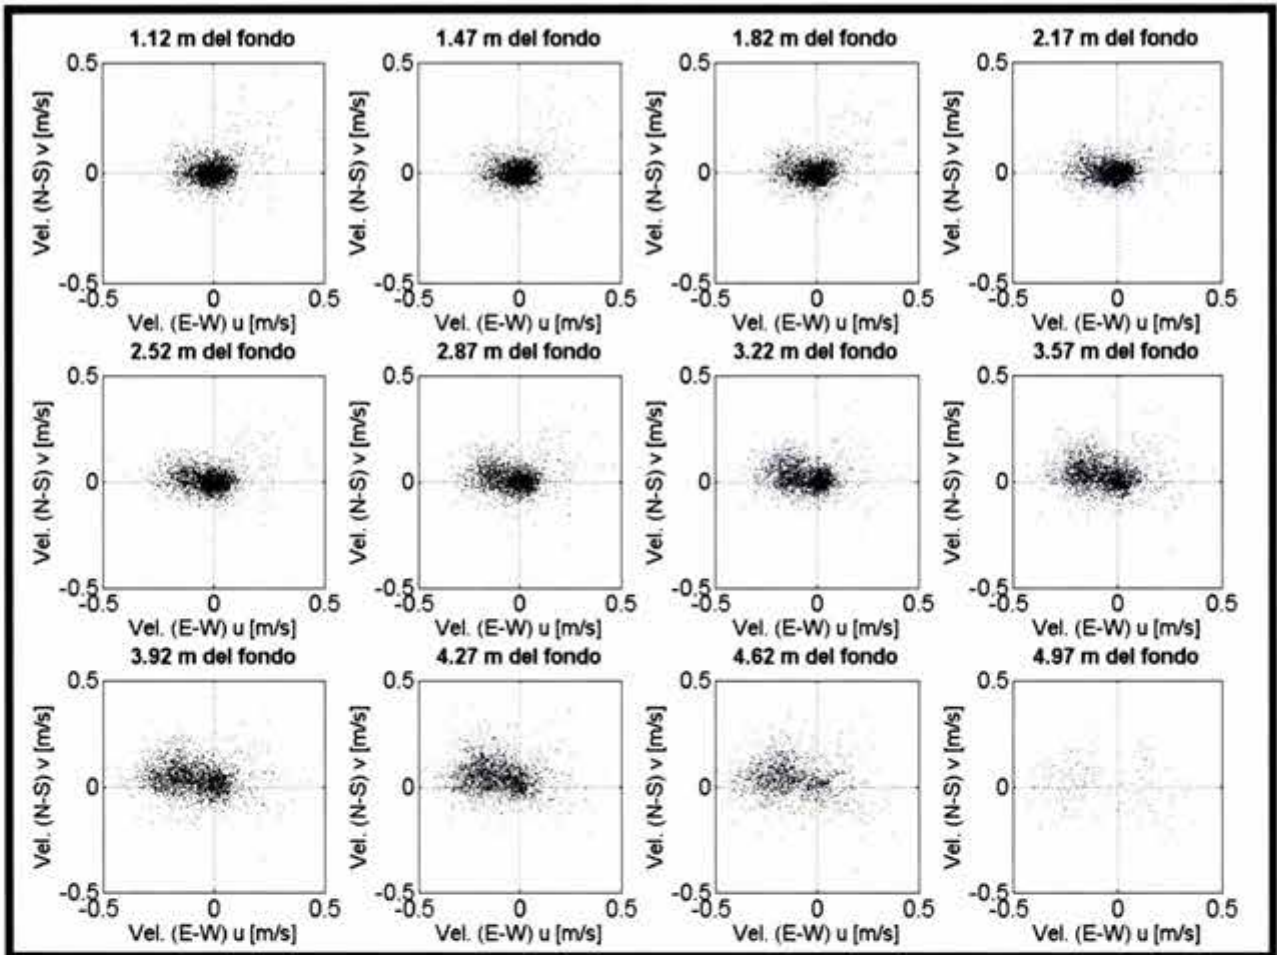 1.12 m del fondo 1.47 m del fondo 1.82 m del fondo 2.17 m del fondo
0.5 0.5 0.5 0.5
Vel. (N-S) v [m/s] Vel. (N-S) v [m/s] Vel. (N-S) v [m/s] Vel. (N-S) v [m/s]
0 0 0 0
-0.5 -0.5 -0.5 -0.5
-0.5 0 0.5 -0.5 0 0.5 -0.5 0 0.5 -0.5 0 0.5
Vel. (E-W) u [m/s] Vel. (E-W) u [m/s] Vel. (E-W) u [m/s] Vel. (E-W) u [m/s]
2.52 m del fondo 2.87 m del fondo 3.22 m del fondo 3.57 m del fondo
0.5 0.5 0.5 0.5
Vel. (N-S) v [m/s] Vel. (N-S) v [m/s] Vel. (N-S) v [m/s] Vel. (N-S) v [m/s]
0 0 0 0
-0.5 -0.5 -0.5 -0.5
-0.5 0 0.5 -0.5 0 0.5 -0.5 0 0.5 -0.5 0 0.5
Vel. (E-W) u [m/s] Vel. (E-W) u [m/s] Vel. (E-W) u [m/s] Vel. (E-W) u [m/s]
3.92 m del fondo 4.27 m del fondo 4.62 m del fondo 4.97 m del fondo
0.5 0.5 0.5 0.5
Vel. (N-S) v [m/s] Vel. (N-S) v [m/s] Vel. (N-S) v [m/s] Vel. (N-S) v [m/s]
0 0 0 0
-0.5 -0.5 -0.5 -0.5
-0.5 0 0.5 -0.5 0 0.5 -0.5 0 0.5 -0.5 0 0.5
Vel. (E-W) u [m/s] Vel. (E-W) u [m/s] Vel. (E-W) u [m/s] Vel. (E-W) u [m/s]